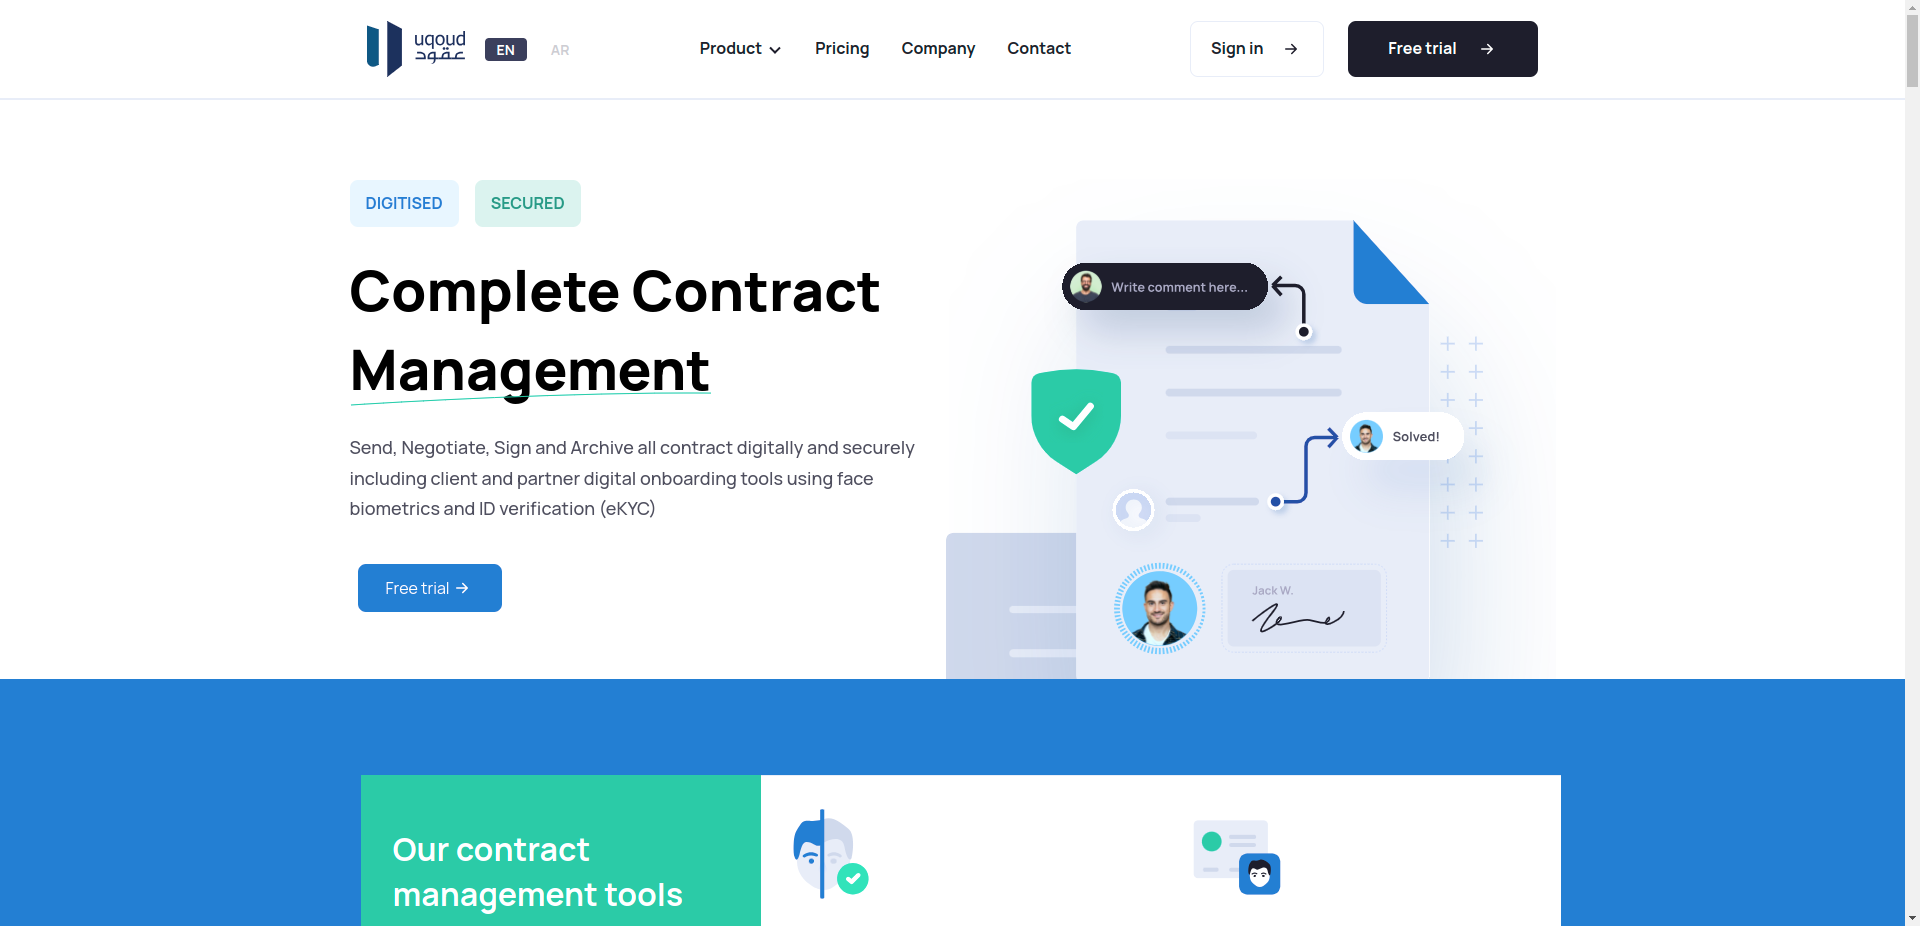 uqoud
عقود
EN
AR
Product
Pricing
Company
Contact
Sign in
Free trial
DIGITISED
SECURED
Complete Contract
Management
Send, Negotiate, Sign and Archive all contract digitally and securely
including client and partner digital onboarding tools using face
biometrics and ID verification (eKYC)
Free trial
Write comment here...
Solved!
Jack W.
Our contract
management tools